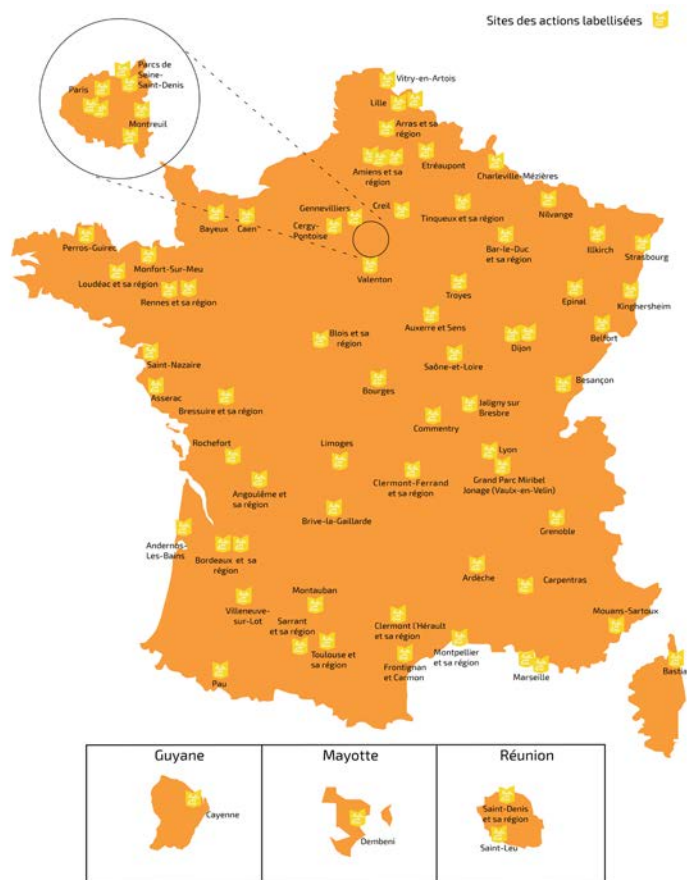 Sites des actions labellisées
Parcs de
Seine-
Saint-Denis
Paris
Montreuil
Vitry-en-Artois
Lille
Arras et sa
région
Amiens et sa
région
Etréaupont
Charleville-Mézières
Gennevilliers
Creil
Cergy-
Pontoise
Tinqueux et sa région
Nilvange
Bayeux
Caen
Bar-le-Duc
et sa région
Illkirch
Strasbourg
Perros-Guirec
Monfort-Sur-Meu
Valenton
Loudéac et sa région
Rennes et sa région
Troyes
Epinal
Kinghersheim
Auxerre et Sens
Blois et sa
région
Dijon
Belfort
Saint-Nazaire
Saône-et-Loire
Besançon
Bourges
Asserac
Bressuire et sa région
Jaligny sur
Bresbre
Commentry
Rochefort
Limoges
Lyon
Clermont-Ferrand
et sa région
Grand Parc Miribel
Jonage (Vaulx-en-Velin)
Angoulême et
sa région
Brive-la-Gaillarde
Grenoble
Andernos-
Les-Bains
Bordeaux et sa
région
Ardèche
Carpentras
Montauban
Villeneuve-
sur-Lot
Sarrant
et sa région
Clermont l'Hérault
et sa région
Mouans-Sartoux
Toulouse et
sa région
Frontignan
et Carmon
Montpellier
et sa région
Marseille
Bastia
Pau
Guyane
Mayotte
Réunion
Cayenne
Dembeni
Saint-Denis
et sa région
Saint-Leu